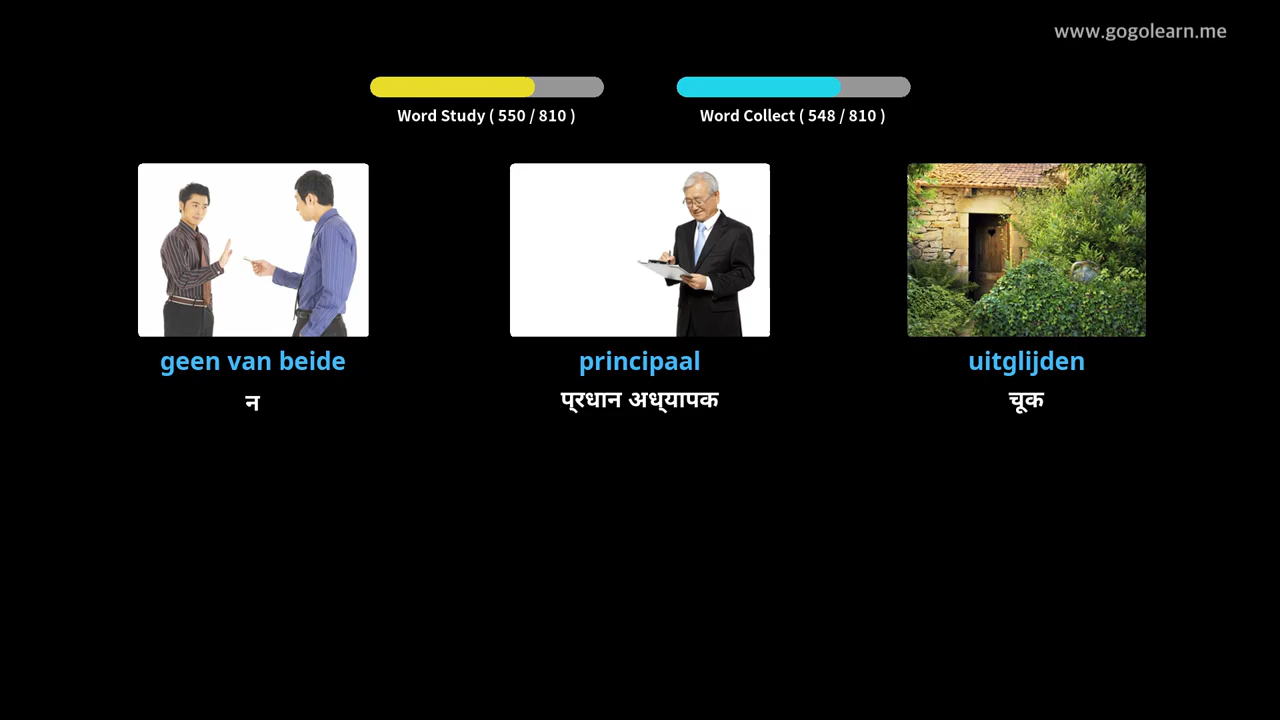 www.gogolearn.me
Word Study ( 550 / 810 )
Word Collect ( 548 / 810 )
geen van beide
principaal
uitglijden
न
प्रधान अध्यापक
चूक